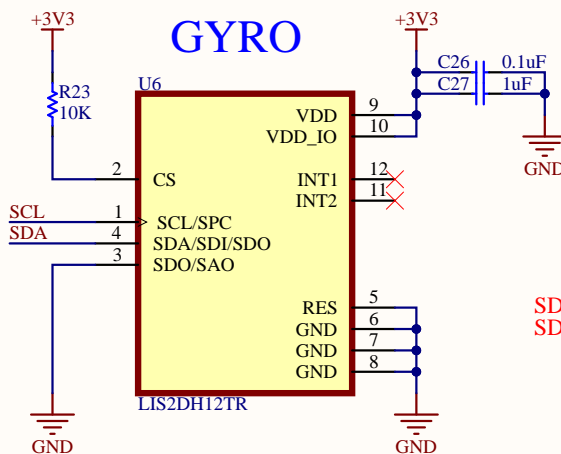 +3V3
GYRO
+3V3
R23
10K
U6
C26
0.1uF
C27
1uF
VDD
9
VDD_IO
10
GND
2
CS
INT1
12
INT2
11
SCL
1
SCL/SPC
SDA
4
SDA/SDI/SDO
3
SDO/SAO
RES
5
GND
6
GND
7
GND
8
SD
SD
LIS2DH12TR
GND
GND